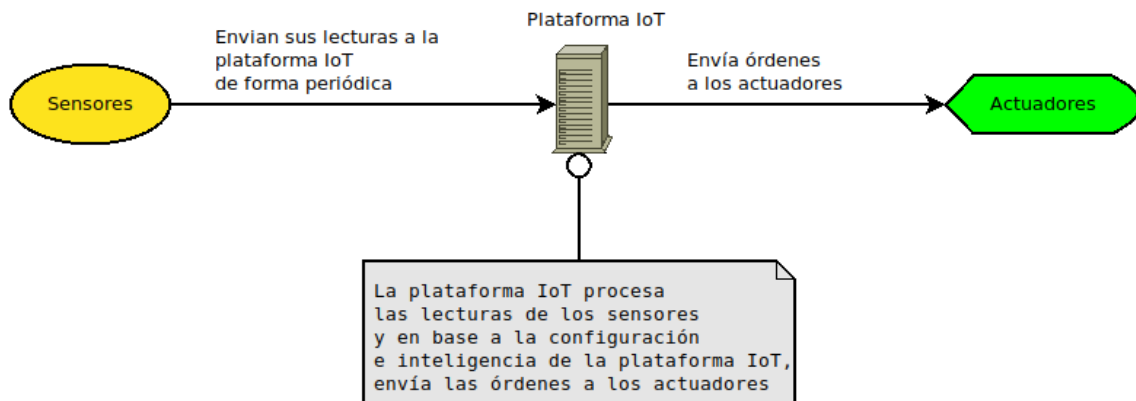 Plataforma IoT
Envian sus lecturas a la
plataforma IoT
de forma periódica
Envía órdenes
a los actuadores
Sensores
Actuadores
La plataforma IoT procesa
las lecturas de los sensores
y en base a la configuración
e inteligencia de la plataforma IoT,
envía las órdenes a los actuadores